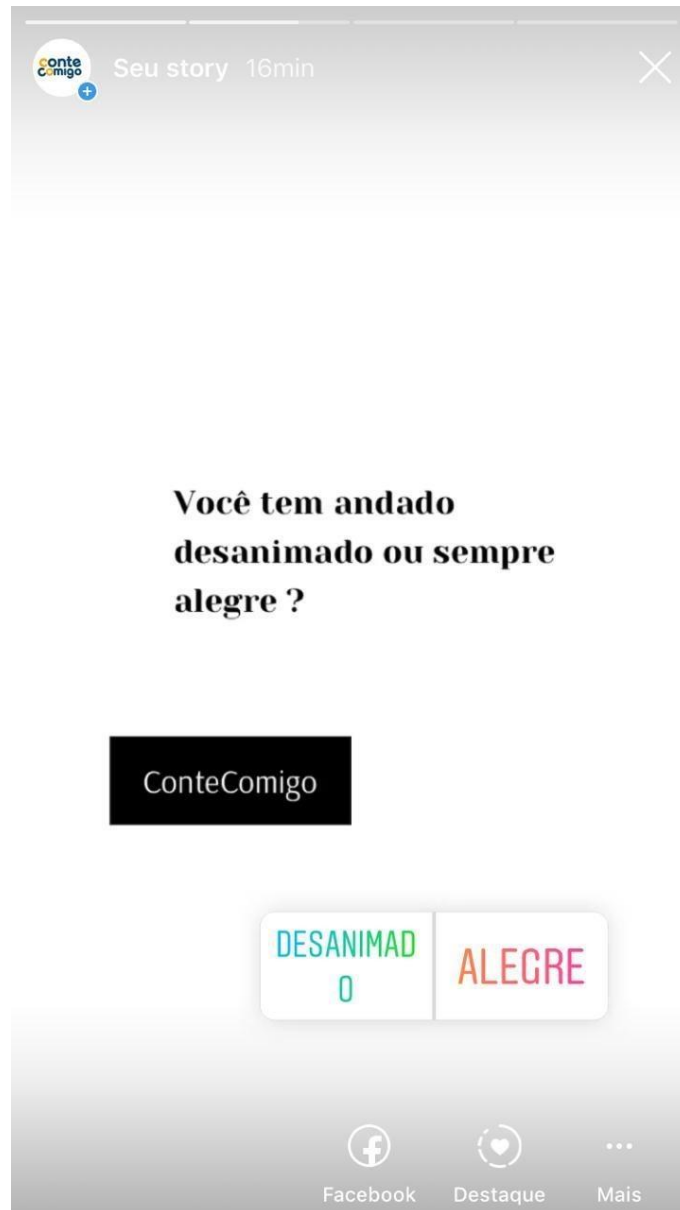 conte
comigo
Seu story 16min
Você tem andado
desanimado ou sempre
alegre ?
ConteComigo
DESANIMAD
O
ALEGRE
Facebook Destaque Mais